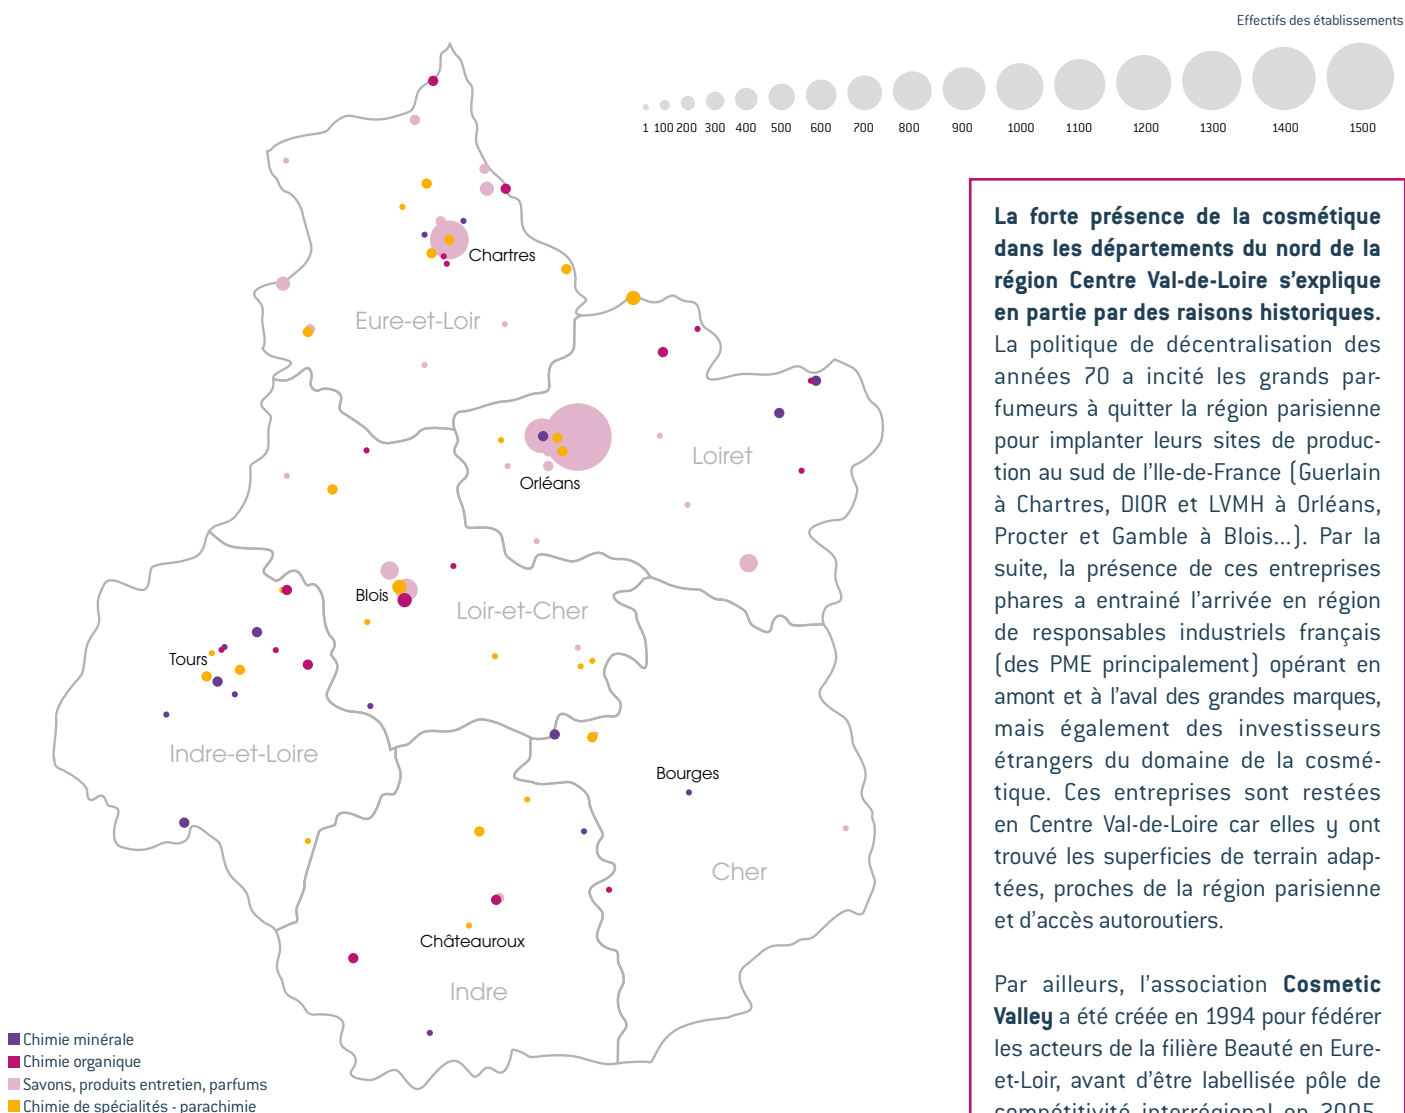 Effectifs des établissements
1 100 200 300 400 500 600 700 800 900 1000 1100 1200 1300 1400 1500
Chartres
Eure-et-Loir
Loiret
Orléans
Blois
Loir-et-Cher
Tours
Indre-et-Loire
Bourges
Cher
Châteauroux
Indre
Chimie minérale
Chimie organique
Savons, produits entretien, parfums
Chimie de spécialités - parachimie
La forte présence de la cosmétique
dans les départements du nord de la
région Centre Val-de-Loire s'explique
en partie par des raisons historiques.
La politique de décentralisation des
années 70 a incité les grands par-
fumeurs à quitter la région parisienne
pour implanter leurs sites de produc-
tion au sud de l'Ile-de-France (Guerlain
à Chartres, DIOR et LVMH à Orléans,
Procter et Gamble à Blois...). Par la
suite, la présence de ces entreprises
phares a entrainé l'arrivée en région
de responsables industriels français
(des PME principalement) opérant en
amont et à l'aval des grandes marques,
mais également des investisseurs
étrangers du domaine de la cosmé-
tique. Ces entreprises sont restées
en Centre Val-de-Loire car elles y ont
trouvé les superficies de terrain adap-
tées, proches de la région parisienne
et d'accès autoroutiers.
Par ailleurs, l'association Cosmetic
Valley a été créée en 1994 pour fédérer
les acteurs de la filière Beauté en Eure-
et-Loir, avant d'être labellisée pôle de
compétitivité interrégional en 2005.